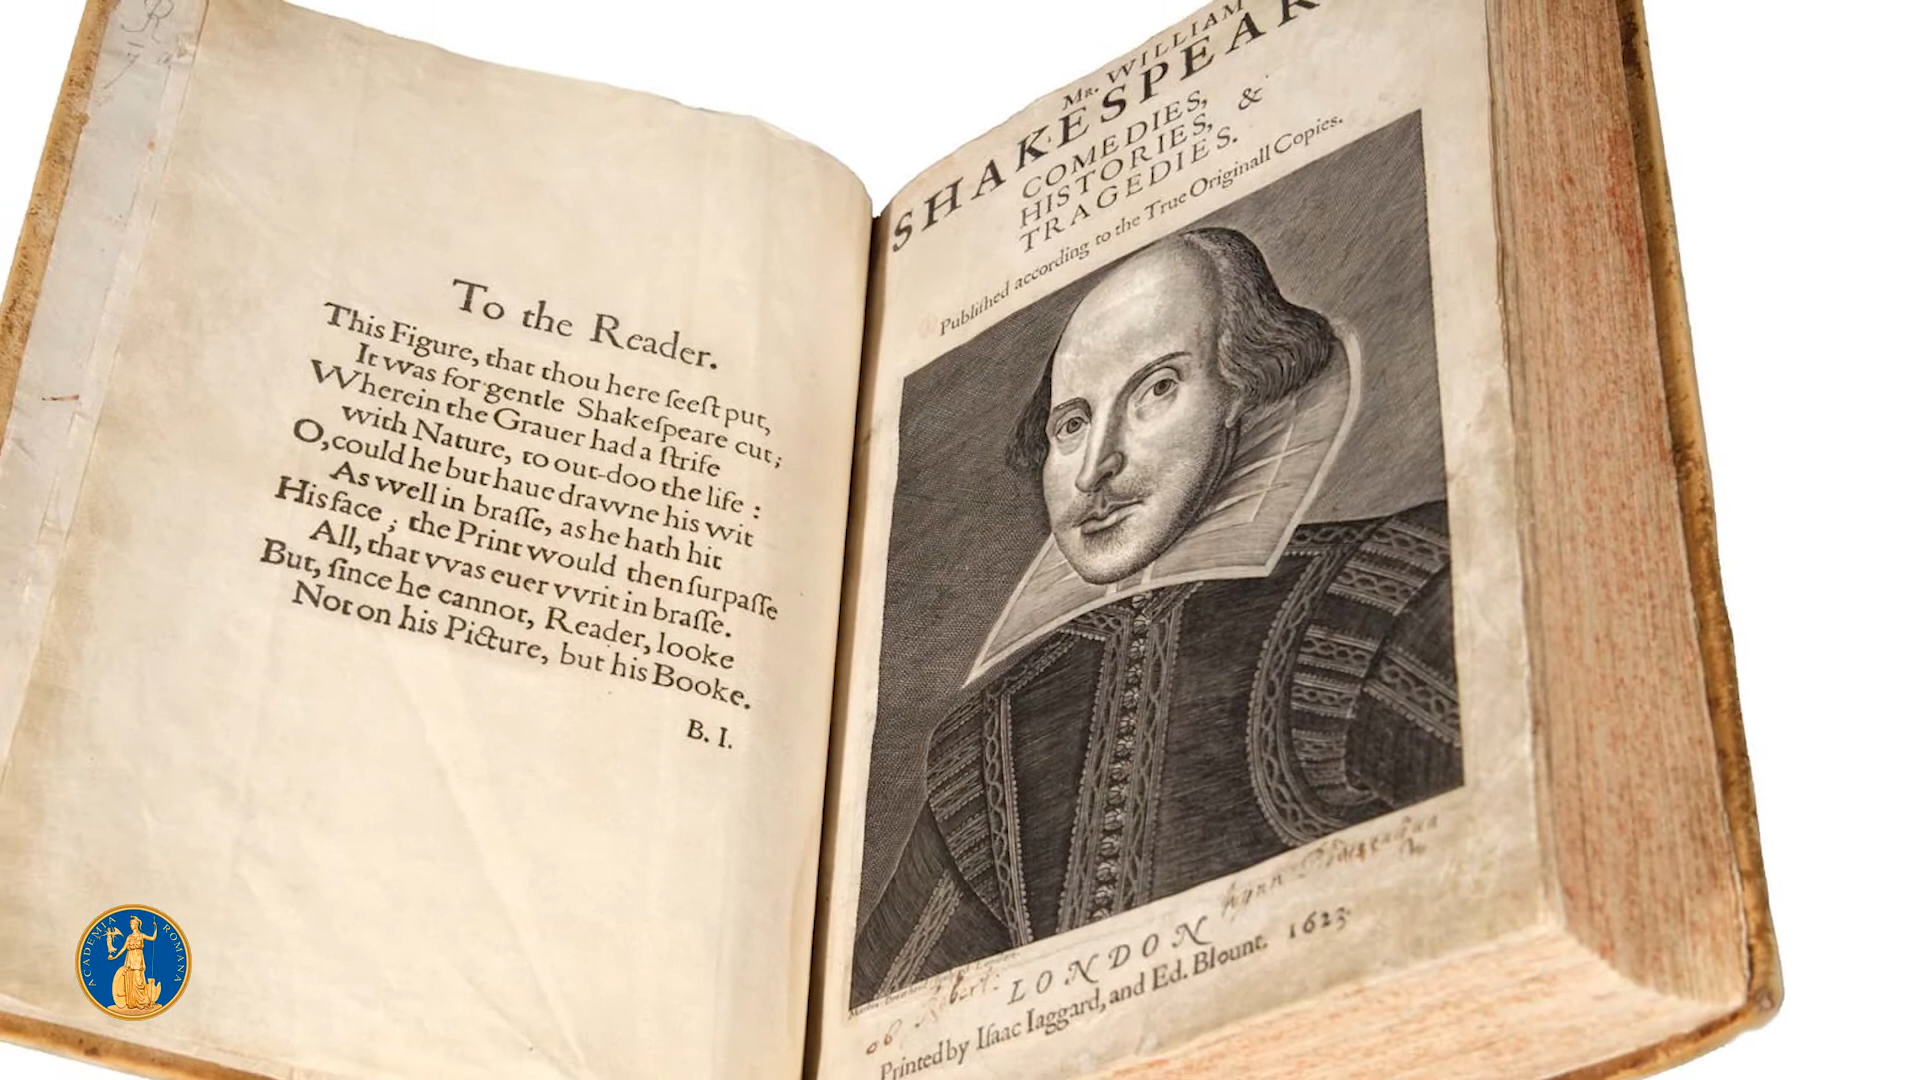 To the Reader.
This Figure, that thou here ſeeſt put,
It was for gentle Shakeſpeare cut;
Wherein the Grauer had a ſtrife
with Nature, to out-doo the life :
O, could he but haue drawne his wit
As well in braſſe, as he hath hit
His face ; the Print would then ſurpaſſe
All, that vvas euer vvrit in braſſe.
But, ſince he cannot, Reader, looke
Not on his Picture, but his Booke.
B. I.
Mr. WILLIAM
SHAKESPEAR
COMEDIES,
HISTORIES, &
TRAGEDIES.
Publiſhed according to the True Originall Copies.
LONDON
Printed by Iſaac Iaggard, and Ed. Blount. 1623.
ACADEMIA ROMANA